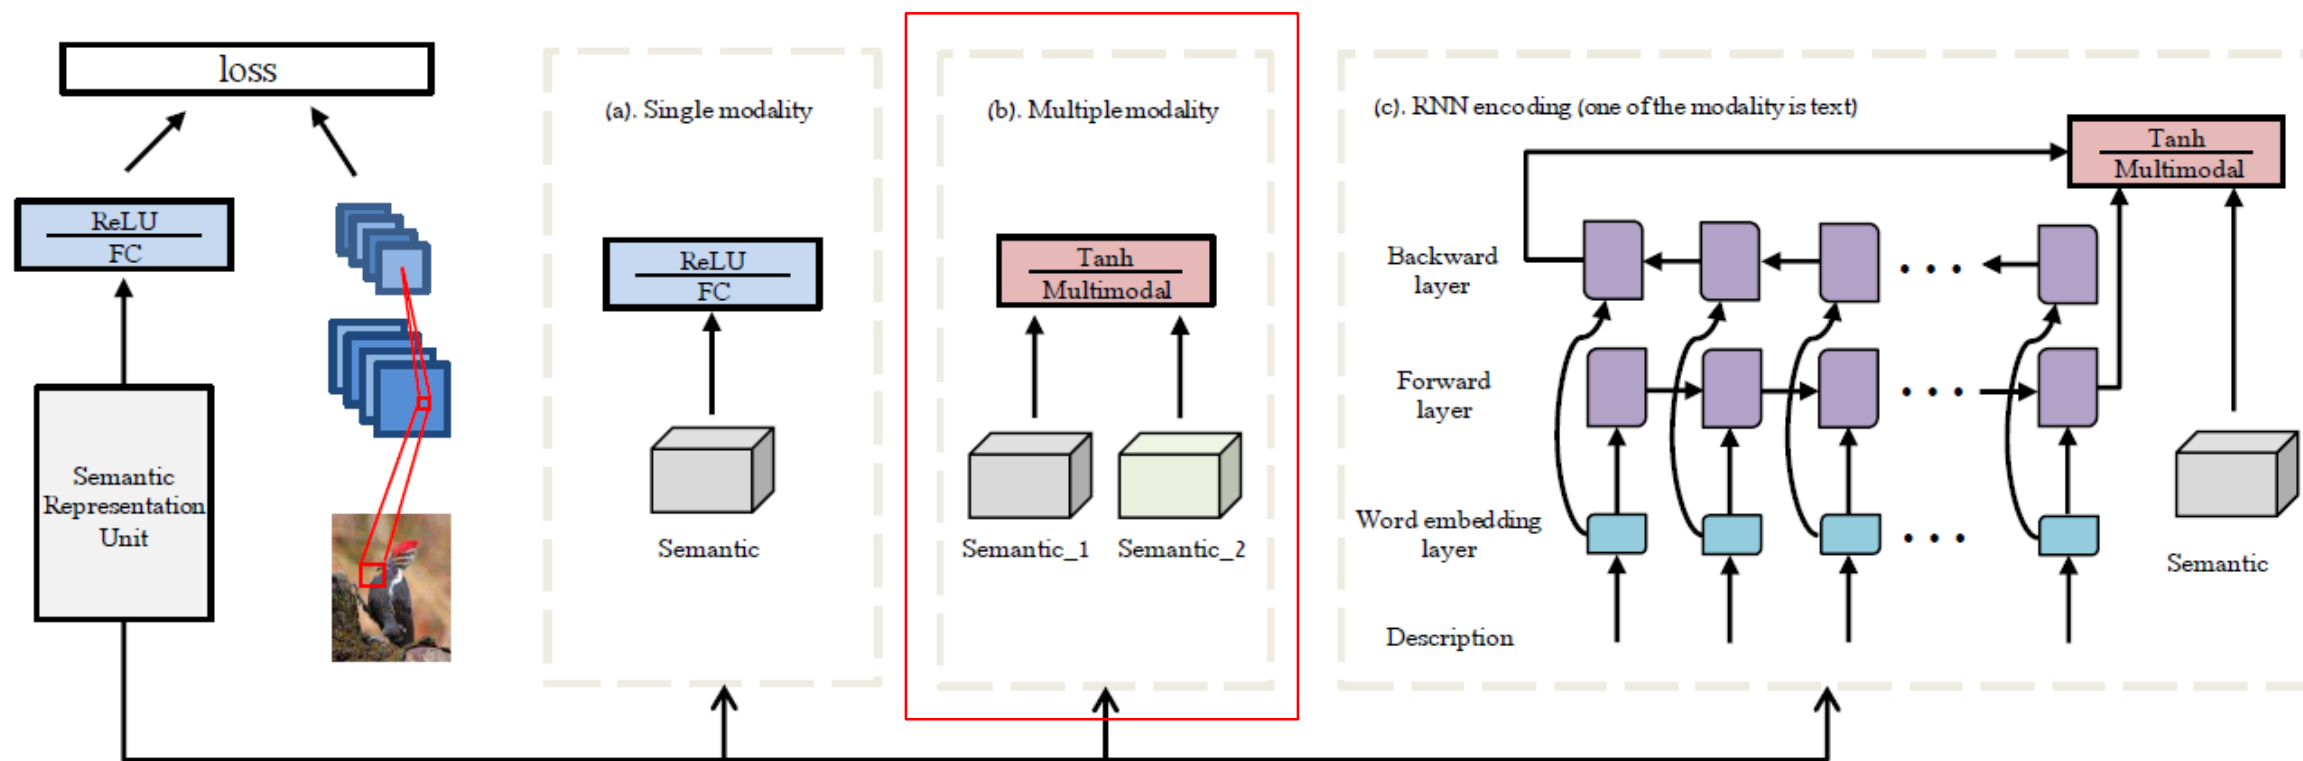 loss
ReLU
FC
Semantic
Representation
Unit
(a). Single modality
ReLU
FC
Semantic
(b). Multiple modality
Tanh
Multimodal
Semantic_1
Semantic_2
(c). RNN encoding (one of the modality is text)
Tanh
Multimodal
Backward
layer
Forward
layer
Word embedding
layer
Description
Semantic